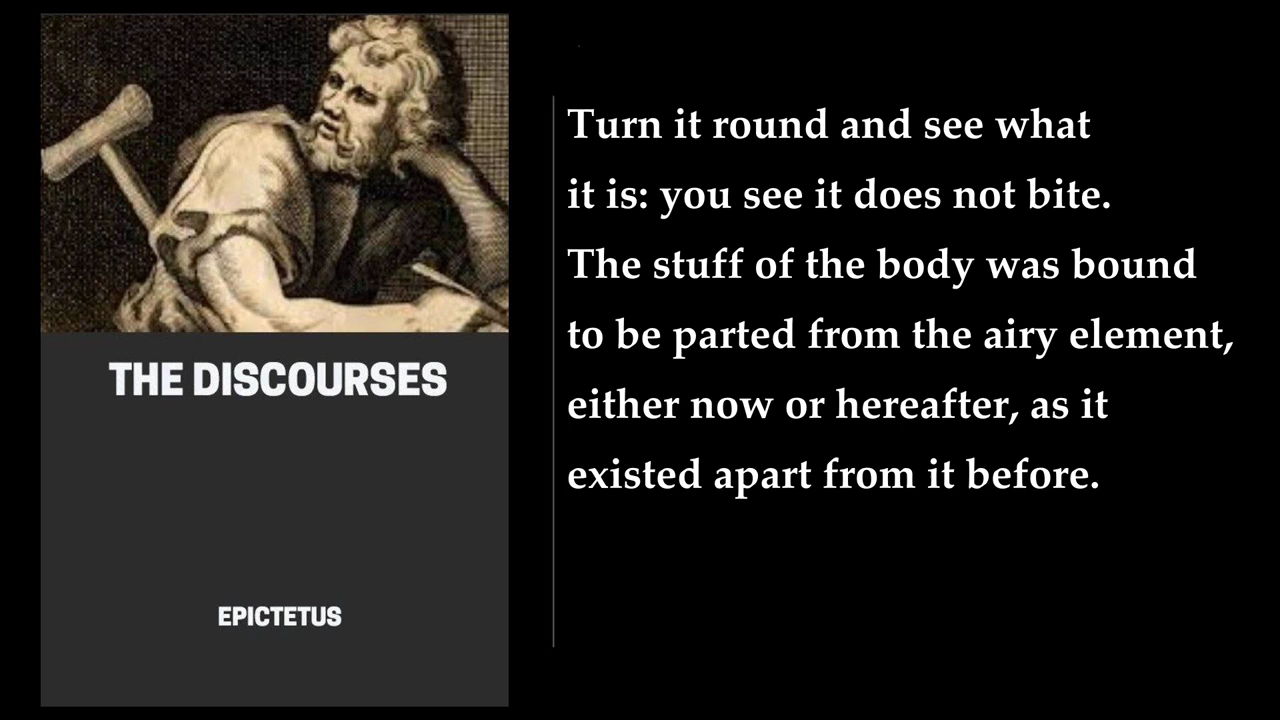 THE DISCOURSES
EPICTETUS
Turn it round and see what
it is: you see it does not bite.
The stuff of the body was bound
to be parted from the airy element,
either now or hereafter, as it
existed apart from it before.